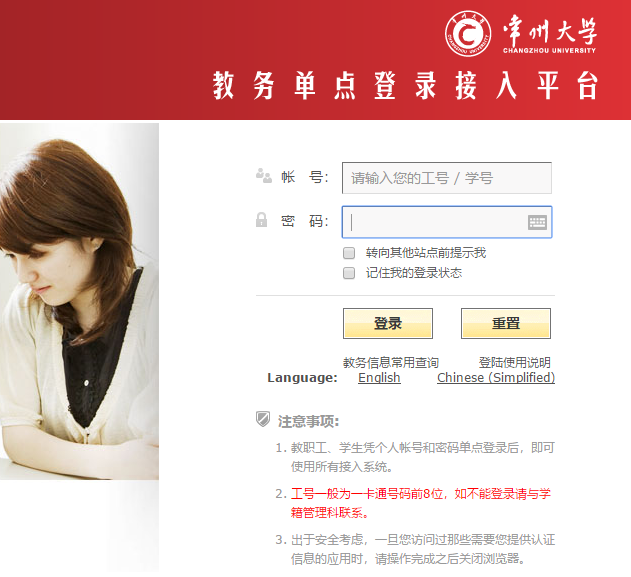 常州大学
CHANGZHOU UNIVERSITY
教务单点登录接入平台
帐 号: 请输入您的工号 / 学号
密 码:
转向其他站点前提示我
记住我的登录状态
登录 重置
教务信息常用查询 登陆使用说明
Language: English Chinese (Simplified)
注意事项:
1. 教职工、学生凭个人帐号和密码单点登录后，即可
使用所有接入系统。
2. 工号一般为一卡通号码前8位，如不能登录请与学
籍管理科联系。
3. 出于安全考虑，一旦您访问过那些需要您提供认证
信息的应用时，请操作完成之后关闭浏览器。